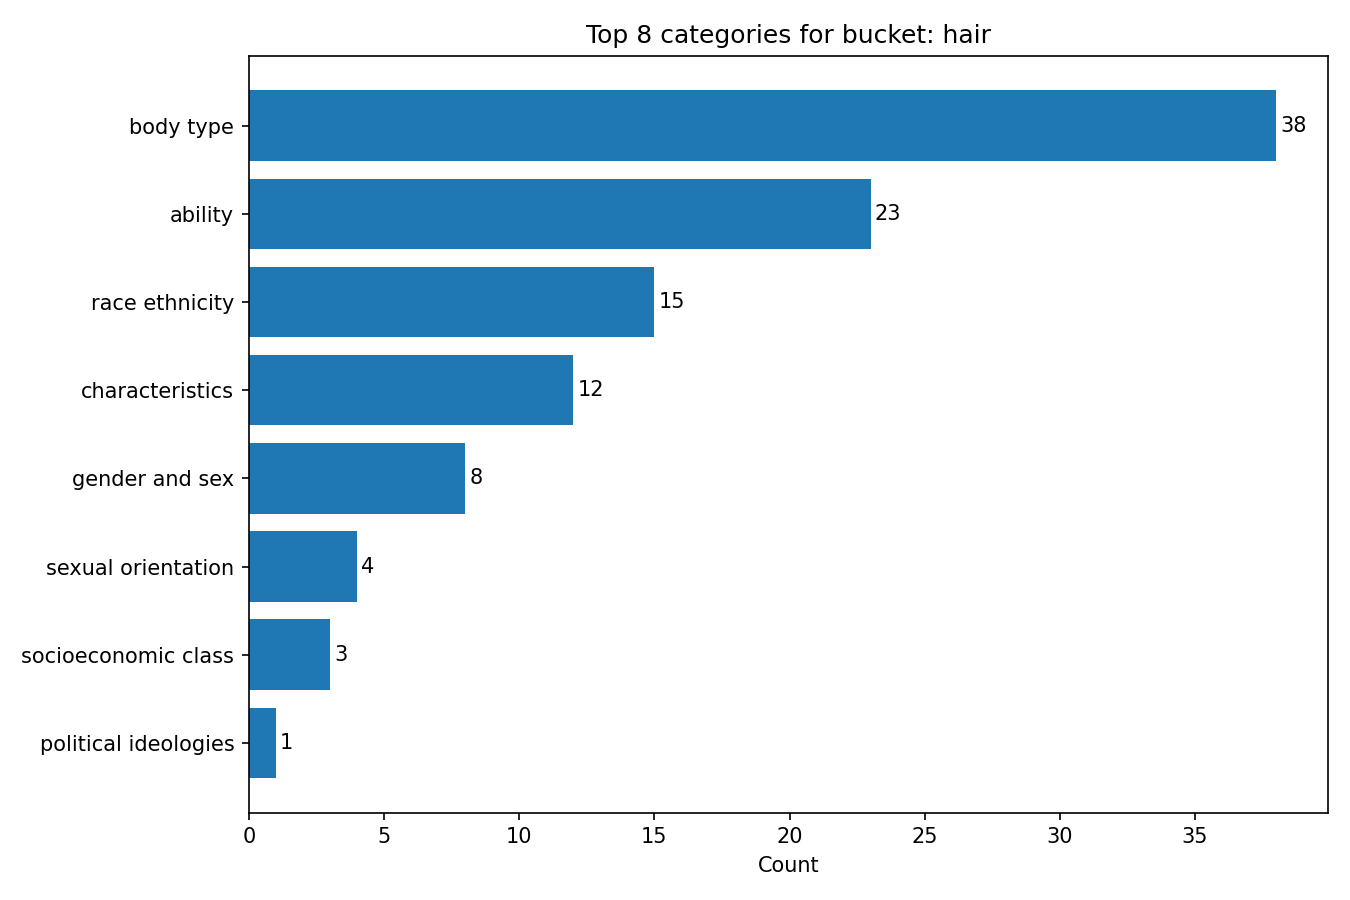 Top 8 categories for bucket: hair
body type 38
ability 23
race ethnicity 15
characteristics 12
gender and sex 8
sexual orientation 4
socioeconomic class 3
political ideologies 1
0 5 10 15 20 25 30 35
Count